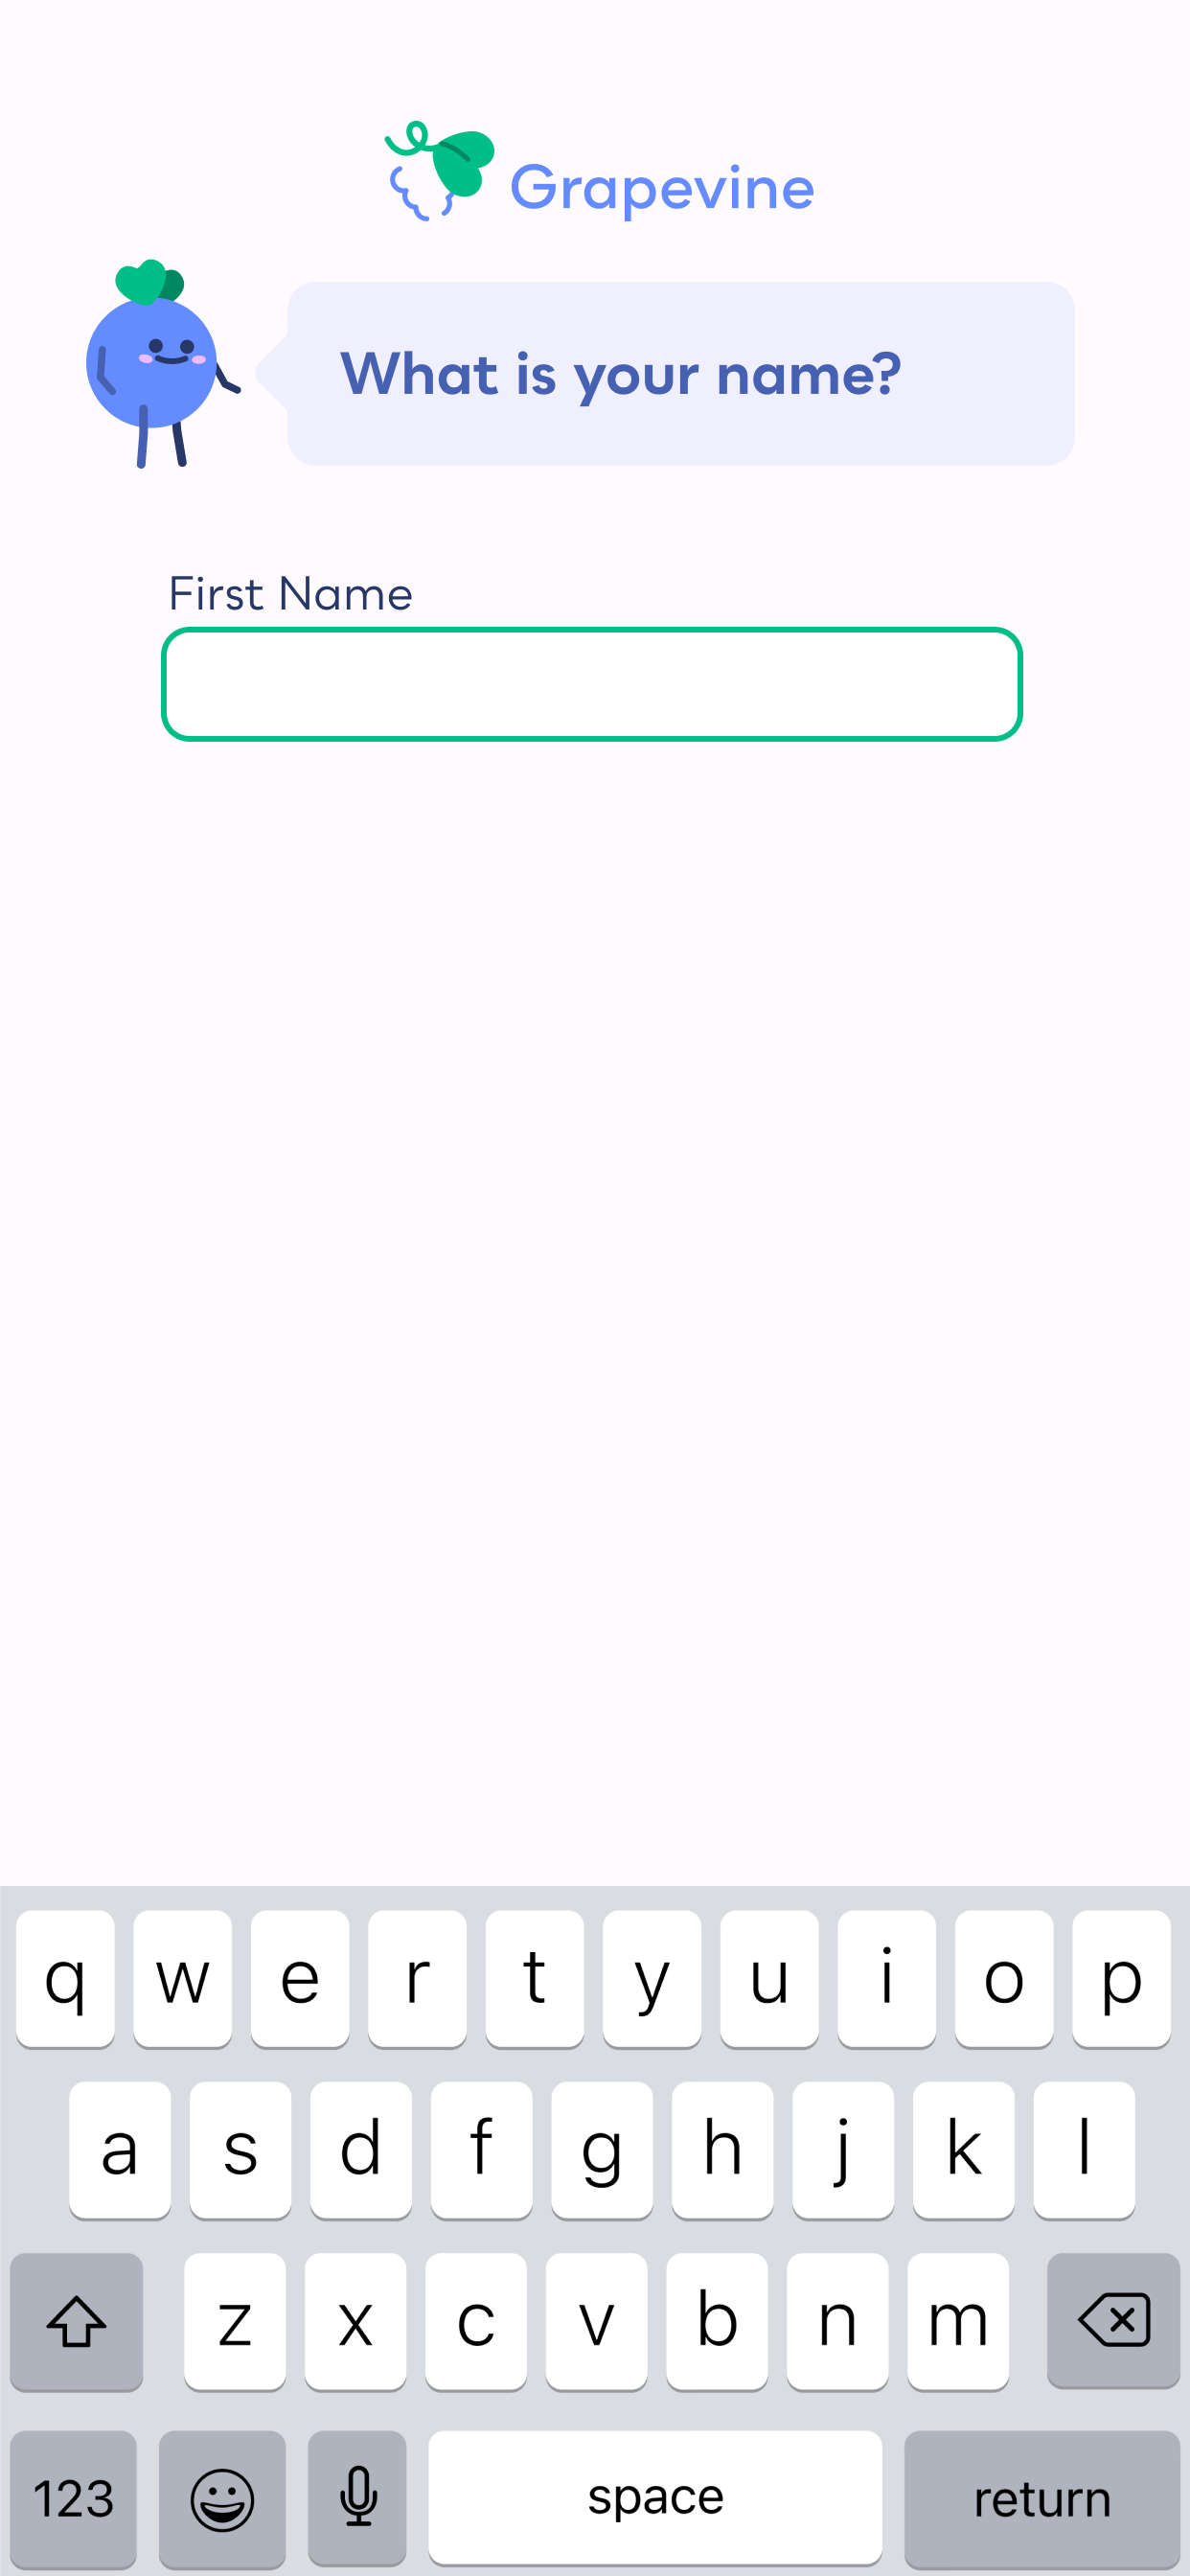 Grapevine
What is your name?
First Name
q w e r t y u i o p
a s d f g h j k l
z x c v b n m
123 space return